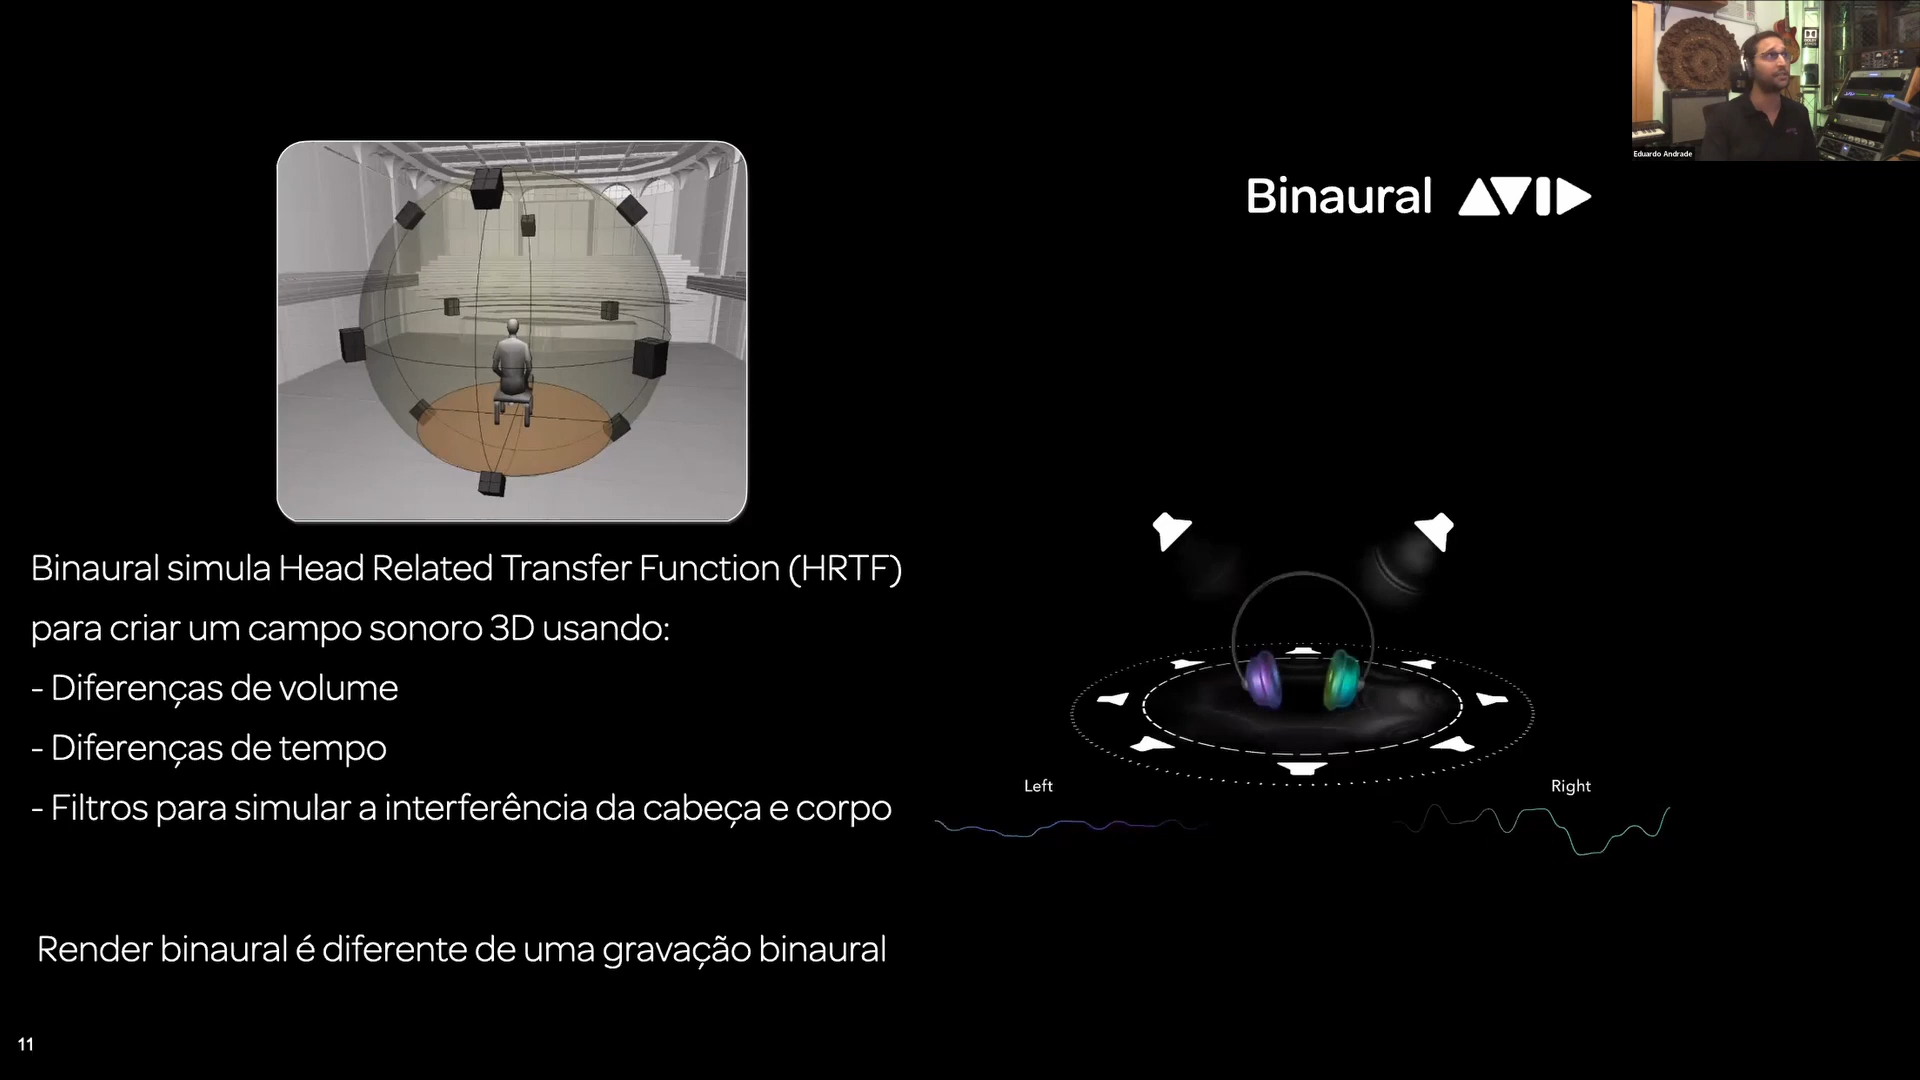 Eduardo Andrade
Binaural AVID
Binaural simula Head Related Transfer Function (HRTF)
para criar um campo sonoro 3D usando:
- Diferenças de volume
- Diferenças de tempo
- Filtros para simular a interferência da cabeça e corpo
Render binaural é diferente de uma gravação binaural
Left
Right
11